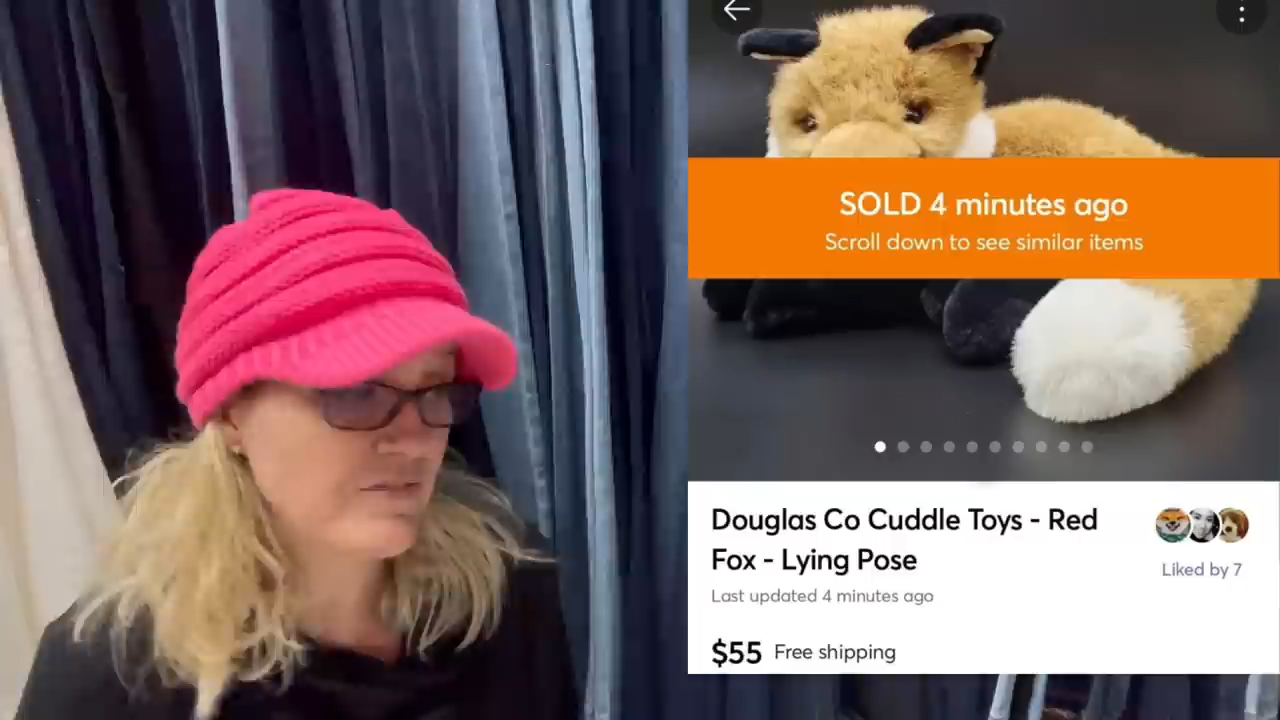 SOLD 4 minutes ago
Scroll down to see similar items
Douglas Co Cuddle Toys - Red
Fox - Lying Pose
Liked by 7
Last updated 4 minutes ago
$55 Free shipping